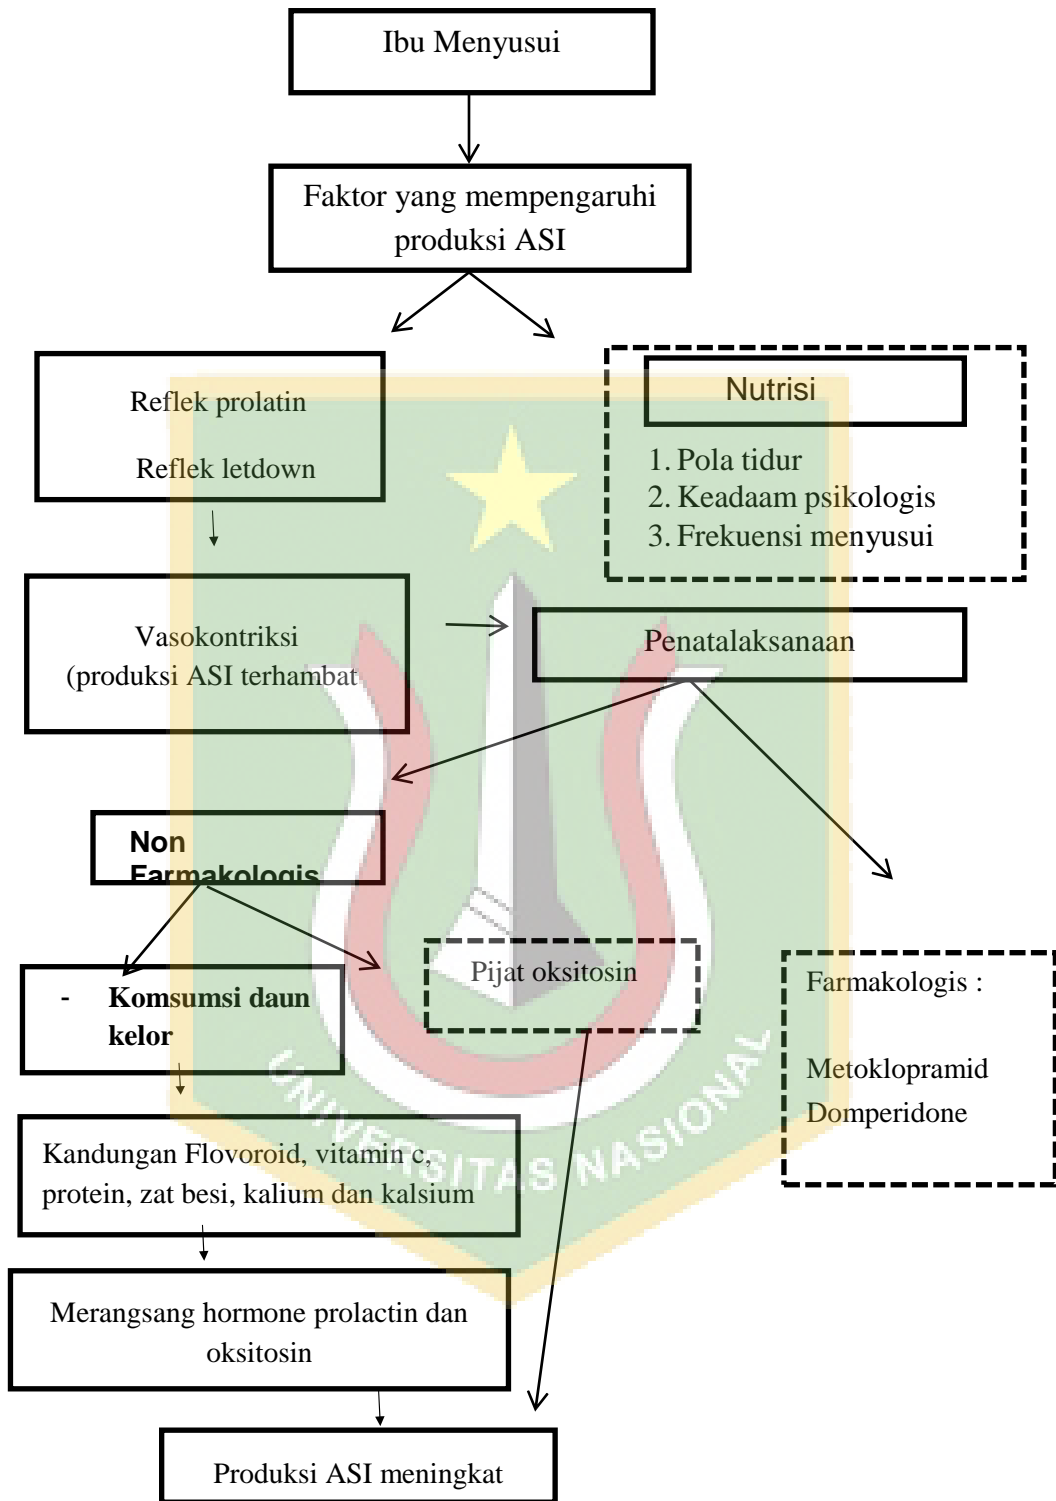 Ibu Menyusui
Faktor yang mempengaruhi
produksi ASI
Reflek prolatin
Reflek letdown
Nutrisi
1. Pola tidur
2. Keadaam psikologis
3. Frekuensi menyusui
Vasokontriksi
(produksi ASI terhambat
Penatalaksanaan
Non
Farmakologis
- Komsumsi daun
kelor
Pijat oksitosin
Farmakologis :
Metoklopramid
Domperidone
Kandungan Flovoroid, vitamin c,
protein, zat besi, kalium dan kalsium
Merangsang hormone prolactin dan
oksitosin
Produksi ASI meningkat
UNIVERSITAS NASIONAL